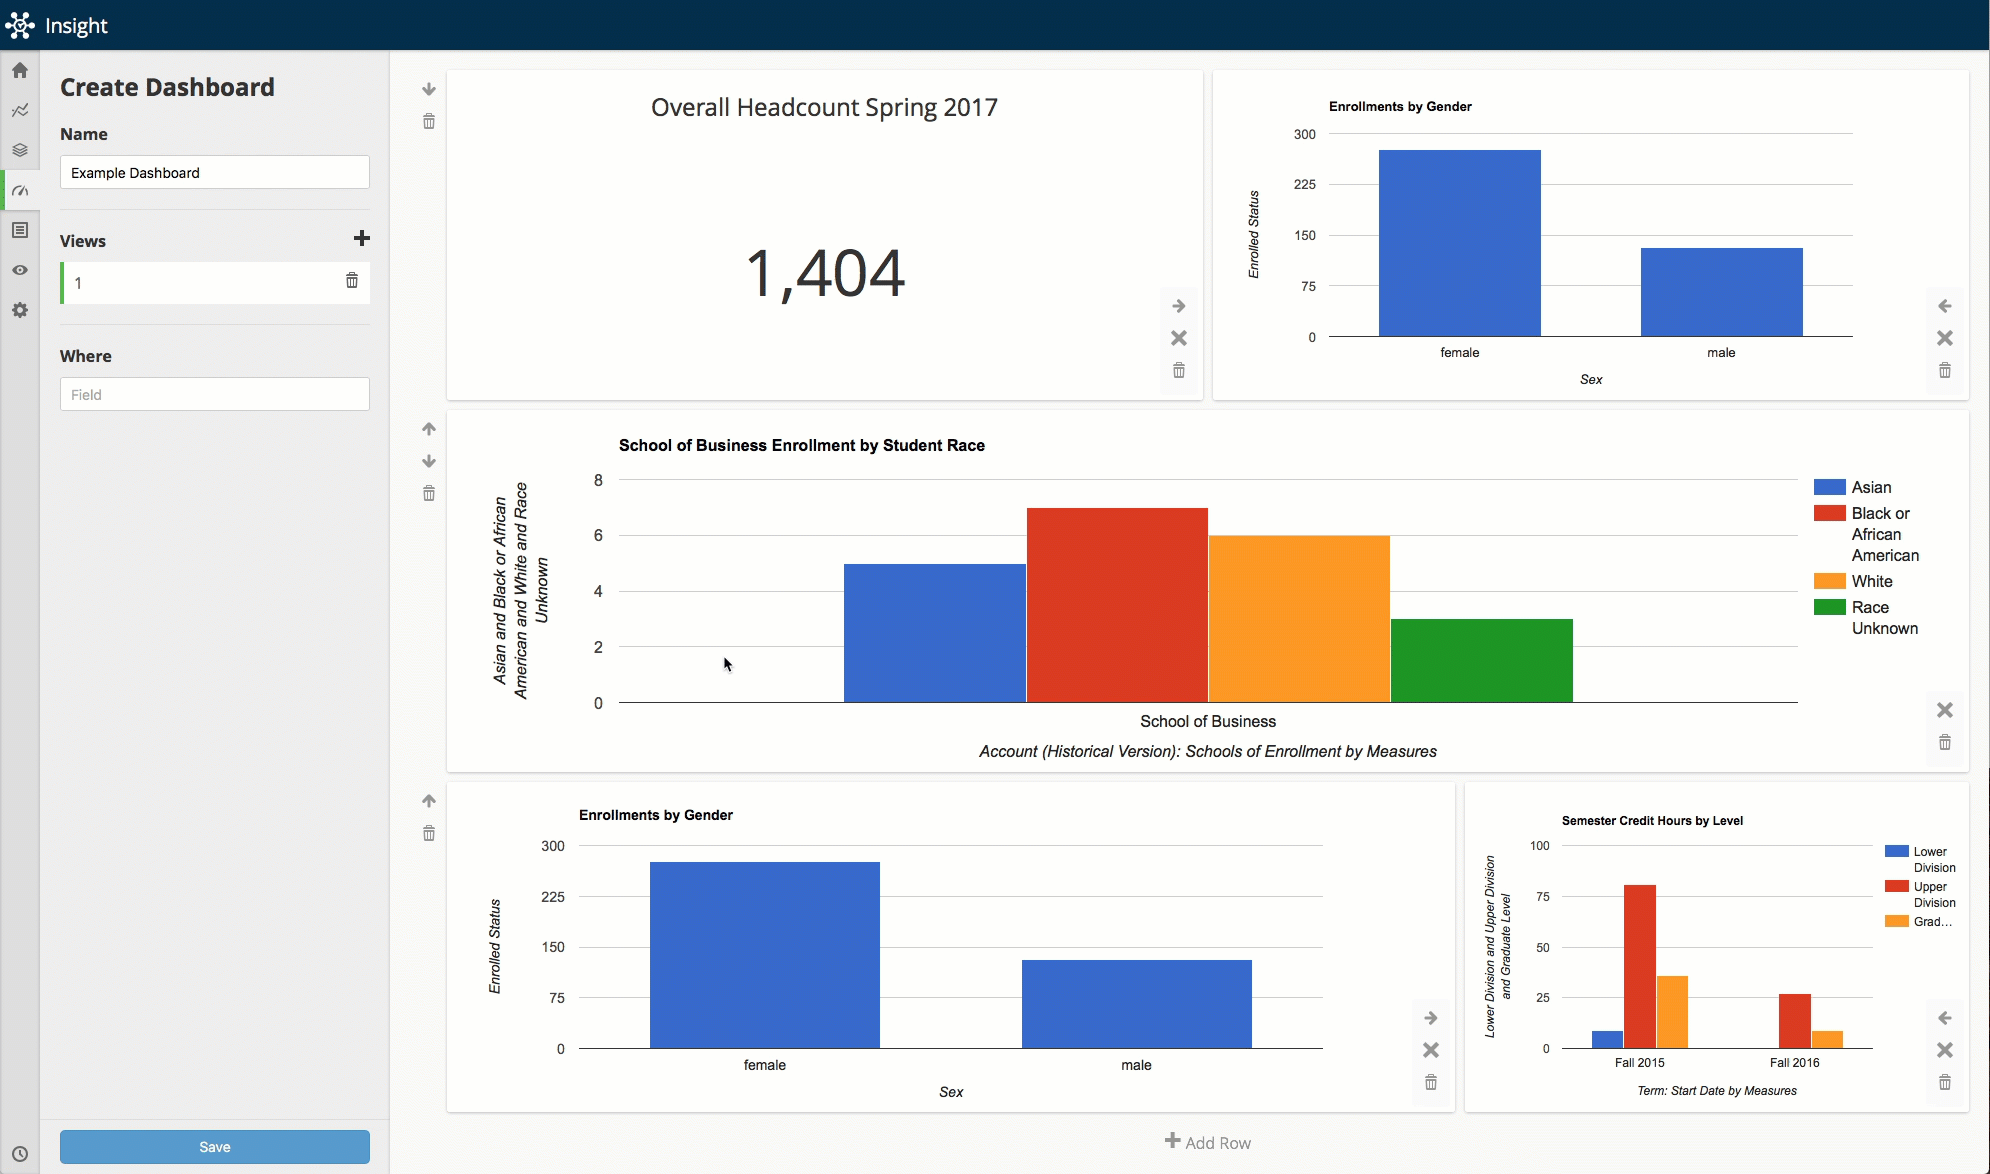 Insight
Create Dashboard
Name
Example Dashboard
Views
1
Where
Field
Save
Overall Headcount Spring 2017
1,404
Enrollments by Gender
300
225
150
75
0
Enrolled Status
female
male
Sex
School of Business Enrollment by Student Race
8
6
4
2
0
Asian and Black or African
American and White and Race
Unknown
School of Business
Account (Historical Version): Schools of Enrollment by Measures
Asian
Black or
African
American
White
Race
Unknown
Enrollments by Gender
300
225
150
75
0
Enrolled Status
female
male
Sex
Semester Credit Hours by Level
100
75
50
25
0
Lower Division and Upper Division
and Graduate Level
Fall 2015
Fall 2016
Term: Start Date by Measures
Lower
Division
Upper
Division
Grad...
Add Row